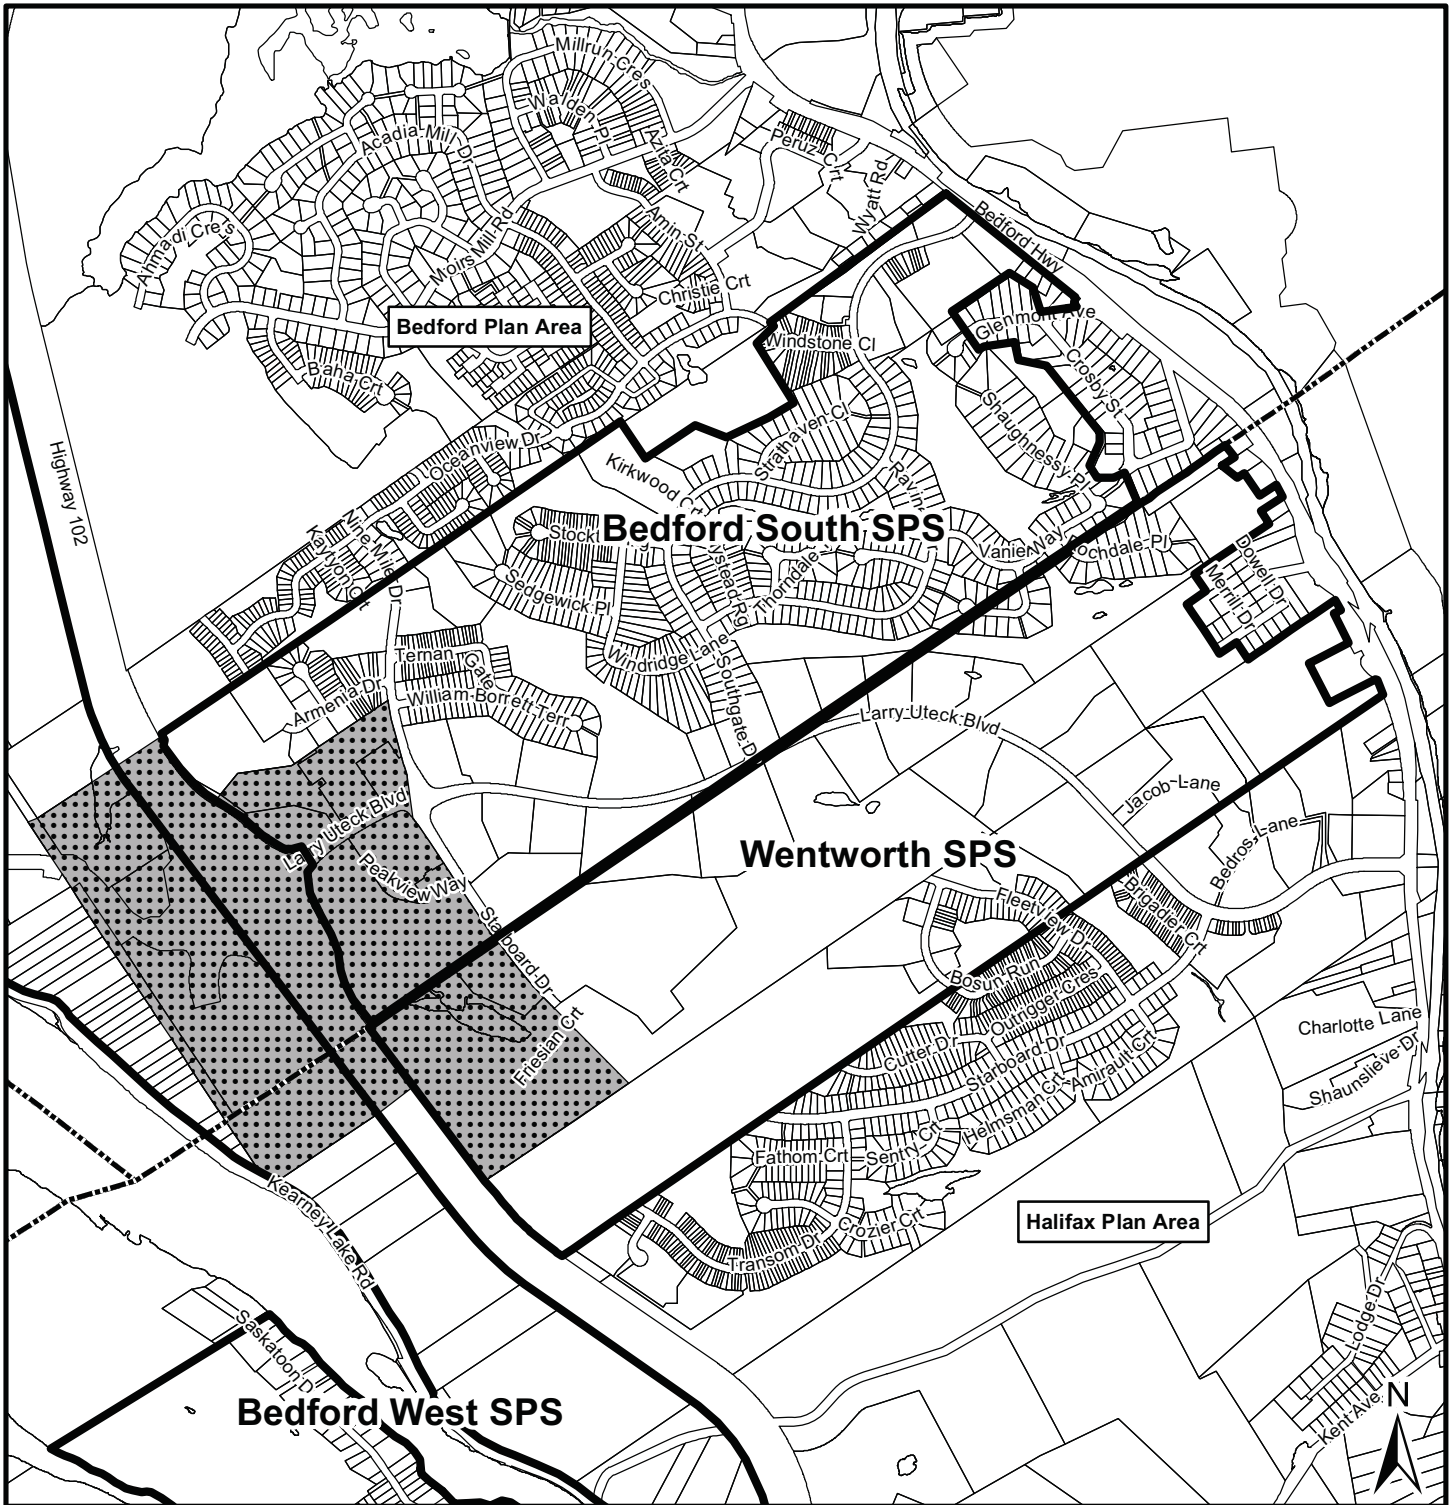 Millrun Cres
Walden Pl
Acadia Mill Dr
Azita Crt
Peruz Crt
Wyatt Rd
Ahmadi Cres
Moirs Mill Rd
Amin St
Bedford Hwy
Christie Crt
Bedford Plan Area
Windstone Cl
Glenmont Ave
Baha Crt
Crosby St
Shaughnessy Pl
Strathaven Cl
Oceanview Dr
Highway 102
Kirkwood Crt
Nine Mile Dr
Bedford South SPS
Vanier Way
Sedgewick Pl
Thorndale
Dowell Dr
Merrill Dr
Windridge Lane
Southgate D
Ternan
Gate
Armenia Dr
William Borrett Terr
Larry Uteck Blvd
Jacob Lane
Larry Uteck Blvd
Wentworth SPS
Bedros Lane
Peakview Way
Starboard Dr
Fleetview Dr
Brigadier Crt
Bosun Run
Outrigger Cres
Friesian Crt
Cutter Dr
Starboard Dr
Charlotte Lane
Shaunslieve Dr
Amirault Crt
Helmsman Crt
Fathom Crt
Sentry Crt
Kearney Lake Rd
Crozier Crt
Halifax Plan Area
Transom Dr
Saskatoon D
Lodge Dr
Bedford West SPS
N
Kent Ave